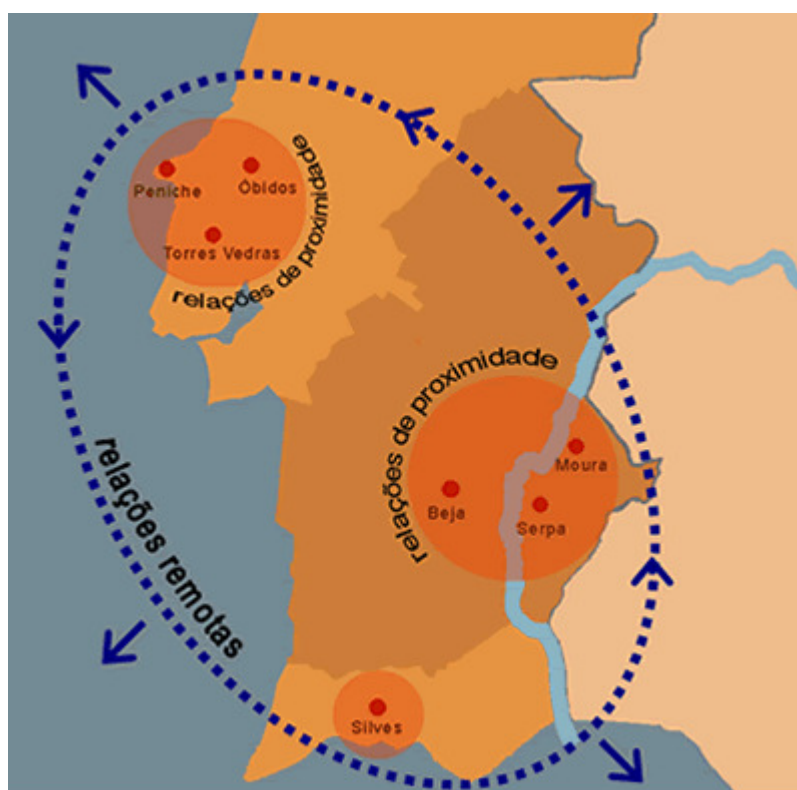 Peniche
Óbidos
Torres Vedras
relações de proximidade
relações de proximidade
Moura
Beja
Serpa
relações remotas
Silves